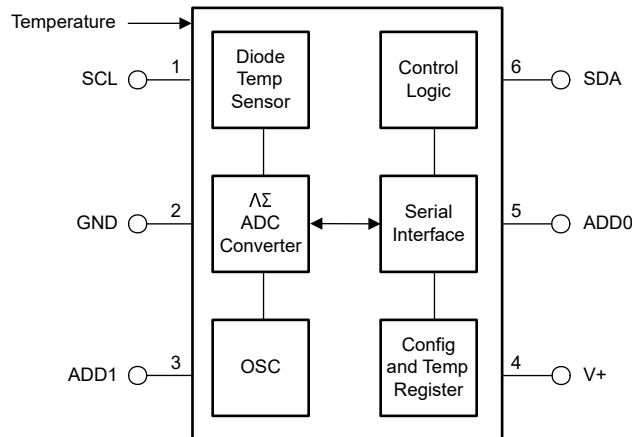 Temperature
SCL
1
Diode
Temp
Sensor
Control
Logic
6
SDA
GND
2
ΛΣ
ADC
Converter
Serial
Interface
5
ADD0
ADD1
3
OSC
Config
and Temp
Register
4
V+